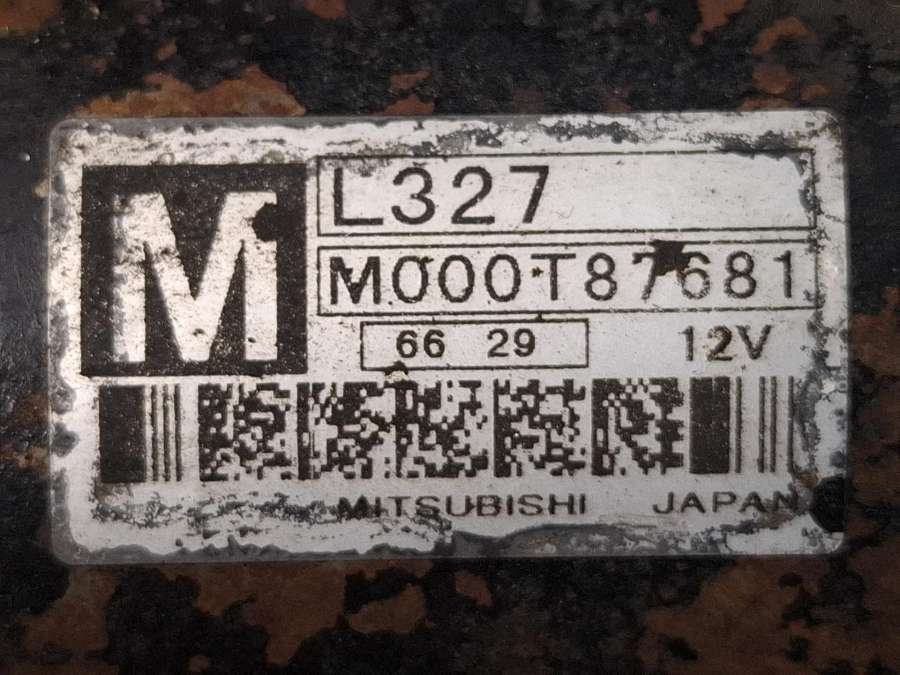 M
L327
M000T87681
66 29
12V
MITSUBISHI JAPAN